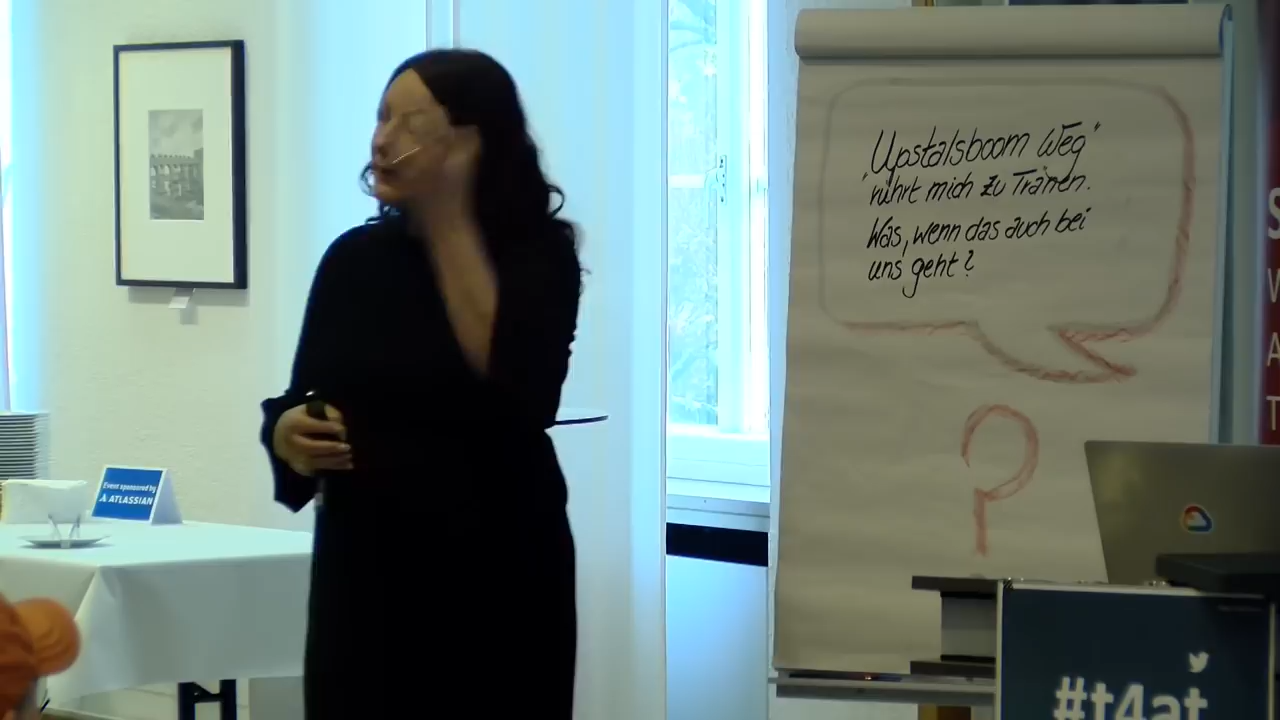 "Upstalsboom Weg"
rührt mich zu Tränen.
Was, wenn das auch bei
uns geht?
?
Event sponsored by
ATLASSIAN
#t4at
S
W
A
T